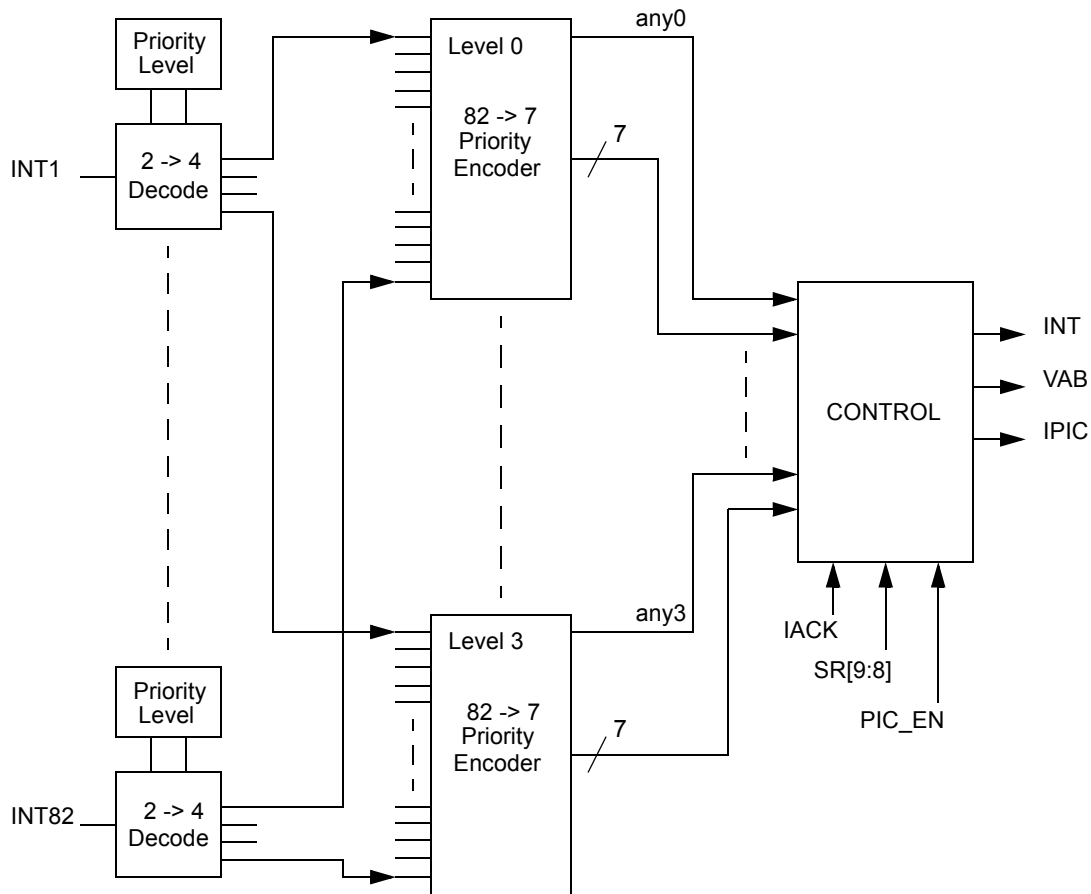 Priority
Level
2 -> 4
Decode
INT1
Level 0
82 -> 7
Priority
Encoder
any0
7
CONTROL
INT
VAB
IPIC
IACK
SR[9:8]
PIC_EN
Priority
Level
2 -> 4
Decode
INT82
Level 3
82 -> 7
Priority
Encoder
any3
7